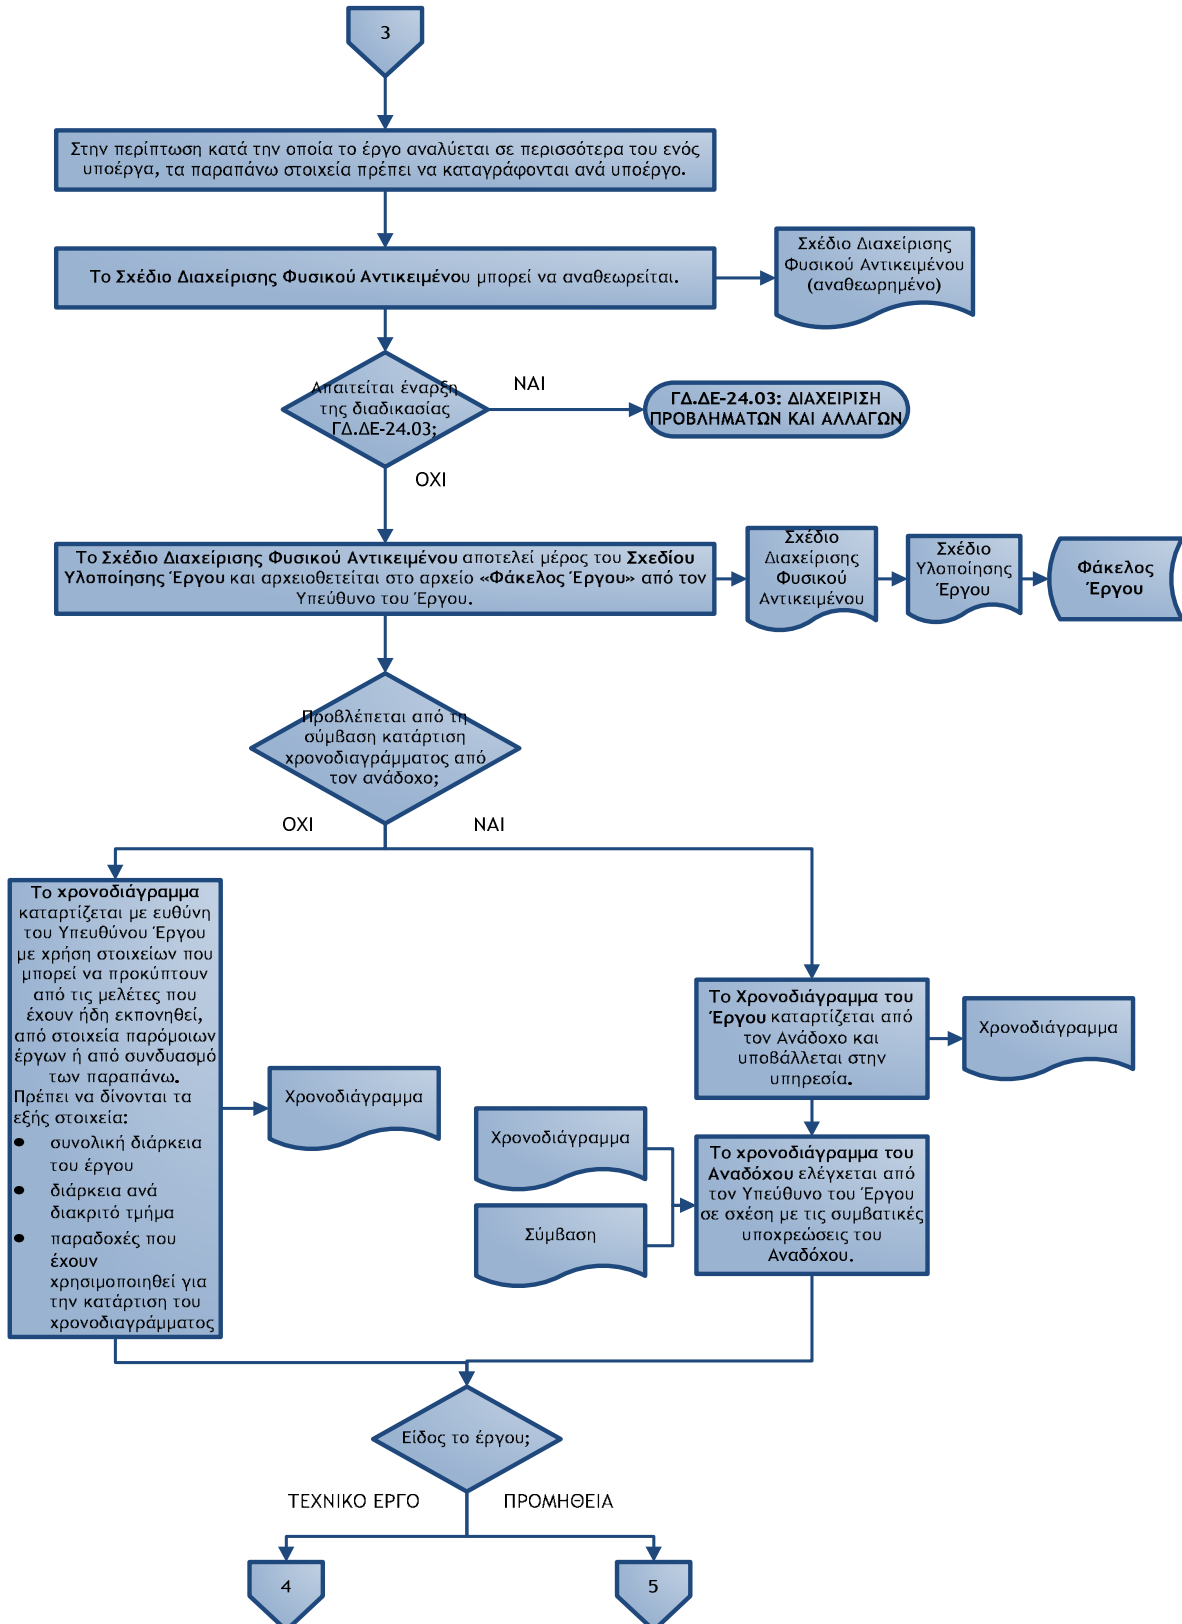 3
Στην περίπτωση κατά την οποία το έργο αναλύεται σε περισσότερα του ενός
υποέργα, τα παραπάνω στοιχεία πρέπει να καταγράφονται ανά υποέργο.
Το Σχέδιο Διαχείρισης Φυσικού Αντικειμένου μπορεί να αναθεωρείται.
Σχέδιο Διαχείρισης
Φυσικού Αντικειμένου
(αναθεωρημένο)
Απαιτείται έναρξη
της διαδικασίας
ΓΔ.ΔΕ-24.03;
ΝΑΙ
ΓΔ.ΔΕ-24.03: ΔΙΑΧΕΙΡΙΣΗ
ΠΡΟΒΛΗΜΑΤΩΝ ΚΑΙ ΑΛΛΑΓΩΝ
ΟΧΙ
Το Σχέδιο Διαχείρισης Φυσικού Αντικειμένου αποτελεί μέρος του Σχεδίου
Υλοποίησης Έργου και αρχειοθετείται στο αρχείο «Φάκελος Έργου» από τον
Υπεύθυνο του Έργου.
Σχέδιο
Διαχείρισης
Φυσικού
Αντικειμένου
Σχέδιο
Υλοποίησης
Έργου
Φάκελος
Έργου
Προβλέπεται από τη
σύμβαση κατάρτιση
χρονοδιαγράμματος από
τον ανάδοχο;
ΟΧΙ
ΝΑΙ
Το χρονοδιάγραμμα
καταρτίζεται με ευθύνη
του Υπευθύνου Έργου
με χρήση στοιχείων που
μπορεί να προκύπτουν
από τις μελέτες που
έχουν ήδη εκπονηθεί,
από στοιχεία παρόμοιων
έργων ή από συνδυασμό
των παραπάνω.
Πρέπει να δίνονται τα
εξής στοιχεία:
● συνολική διάρκεια
του έργου
● διάρκεια ανά
διακριτό τμήμα
● παραδοχές που
έχουν
χρησιμοποιηθεί για
την κατάρτιση του
χρονοδιαγράμματος
Χρονοδιάγραμμα
Το Χρονοδιάγραμμα του
Έργου καταρτίζεται από
τον Ανάδοχο και
υποβάλλεται στην
υπηρεσία.
Χρονοδιάγραμμα
Χρονοδιάγραμμα
Σύμβαση
Το χρονοδιάγραμμα του
Αναδόχου ελέγχεται από
τον Υπεύθυνο του Έργου
σε σχέση με τις συμβατικές
υποχρεώσεις του
Αναδόχου.
Είδος το έργου;
ΤΕΧΝΙΚΟ ΕΡΓΟ
ΠΡΟΜΗΘΕΙΑ
4
5